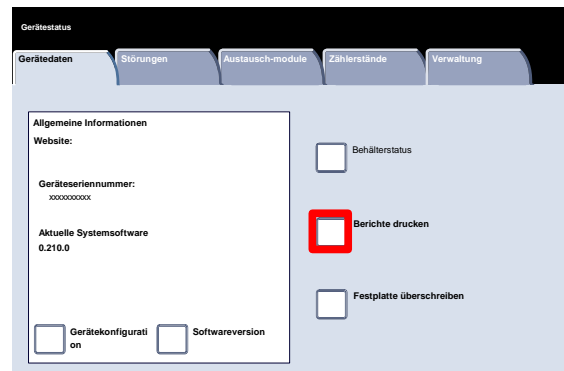 Gerätestatus
Gerätedaten
Störungen
Austausch-module
Zählerstände
Verwaltung
Allgemeine Informationen
Website:
Geräteseriennummer:
xxxxxxxxx
Aktuelle Systemsoftware
0.210.0
Gerätekonfigurati
on
Softwareversion
Behälterstatus
Berichte drucken
Festplatte überschreiben